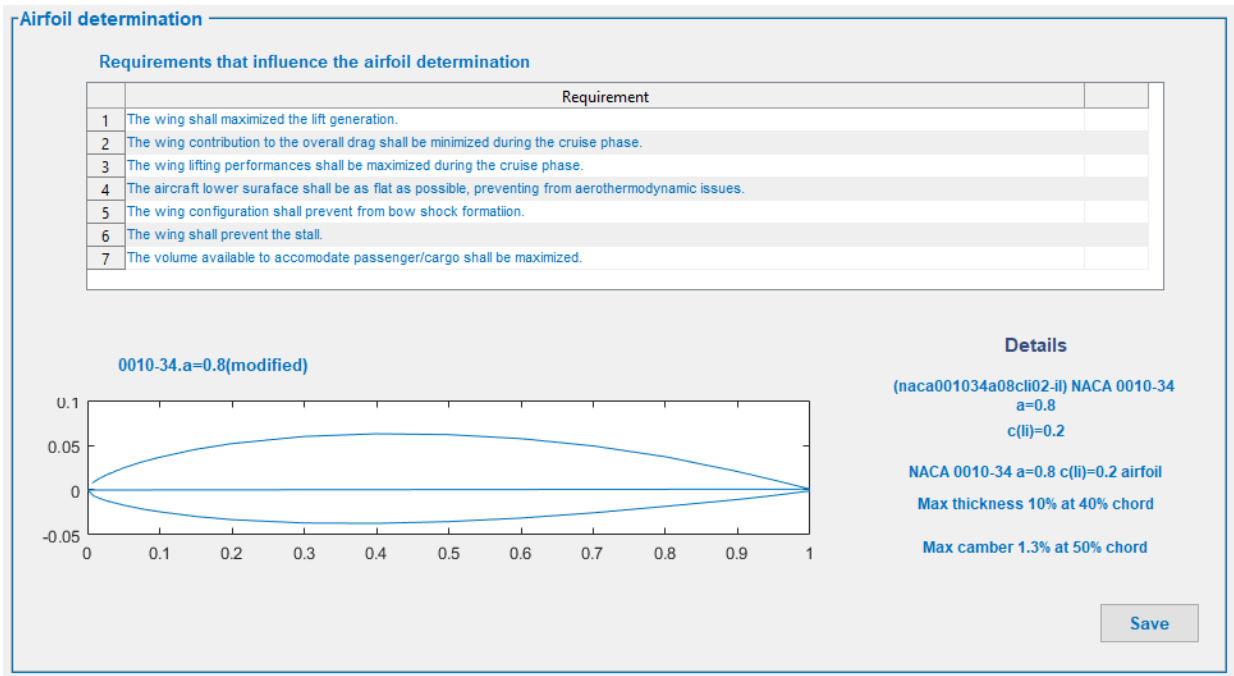 Airfoil determination
Requirements that influence the airfoil determination
Requirement
1 The wing shall maximized the lift generation.
2 The wing contribution to the overall drag shall be minimized during the cruise phase.
3 The wing lifting performances shall be maximized during the cruise phase.
4 The aircraft lower suraface shall be as flat as possible, preventing from aerothermodynamic issues.
5 The wing configuration shall prevent from bow shock formatiion.
6 The wing shall prevent the stall.
7 The volume available to accomodate passenger/cargo shall be maximized.
0010-34.a=0.8(modified)
0.1
0.05
0
-0.05
0 0.1 0.2 0.3 0.4 0.5 0.6 0.7 0.8 0.9 1
Details
(naca001034a08cli02-il) NACA 0010-34
a=0.8
c(li)=0.2
NACA 0010-34 a=0.8 c(li)=0.2 airfoil
Max thickness 10% at 40% chord
Max camber 1.3% at 50% chord
Save